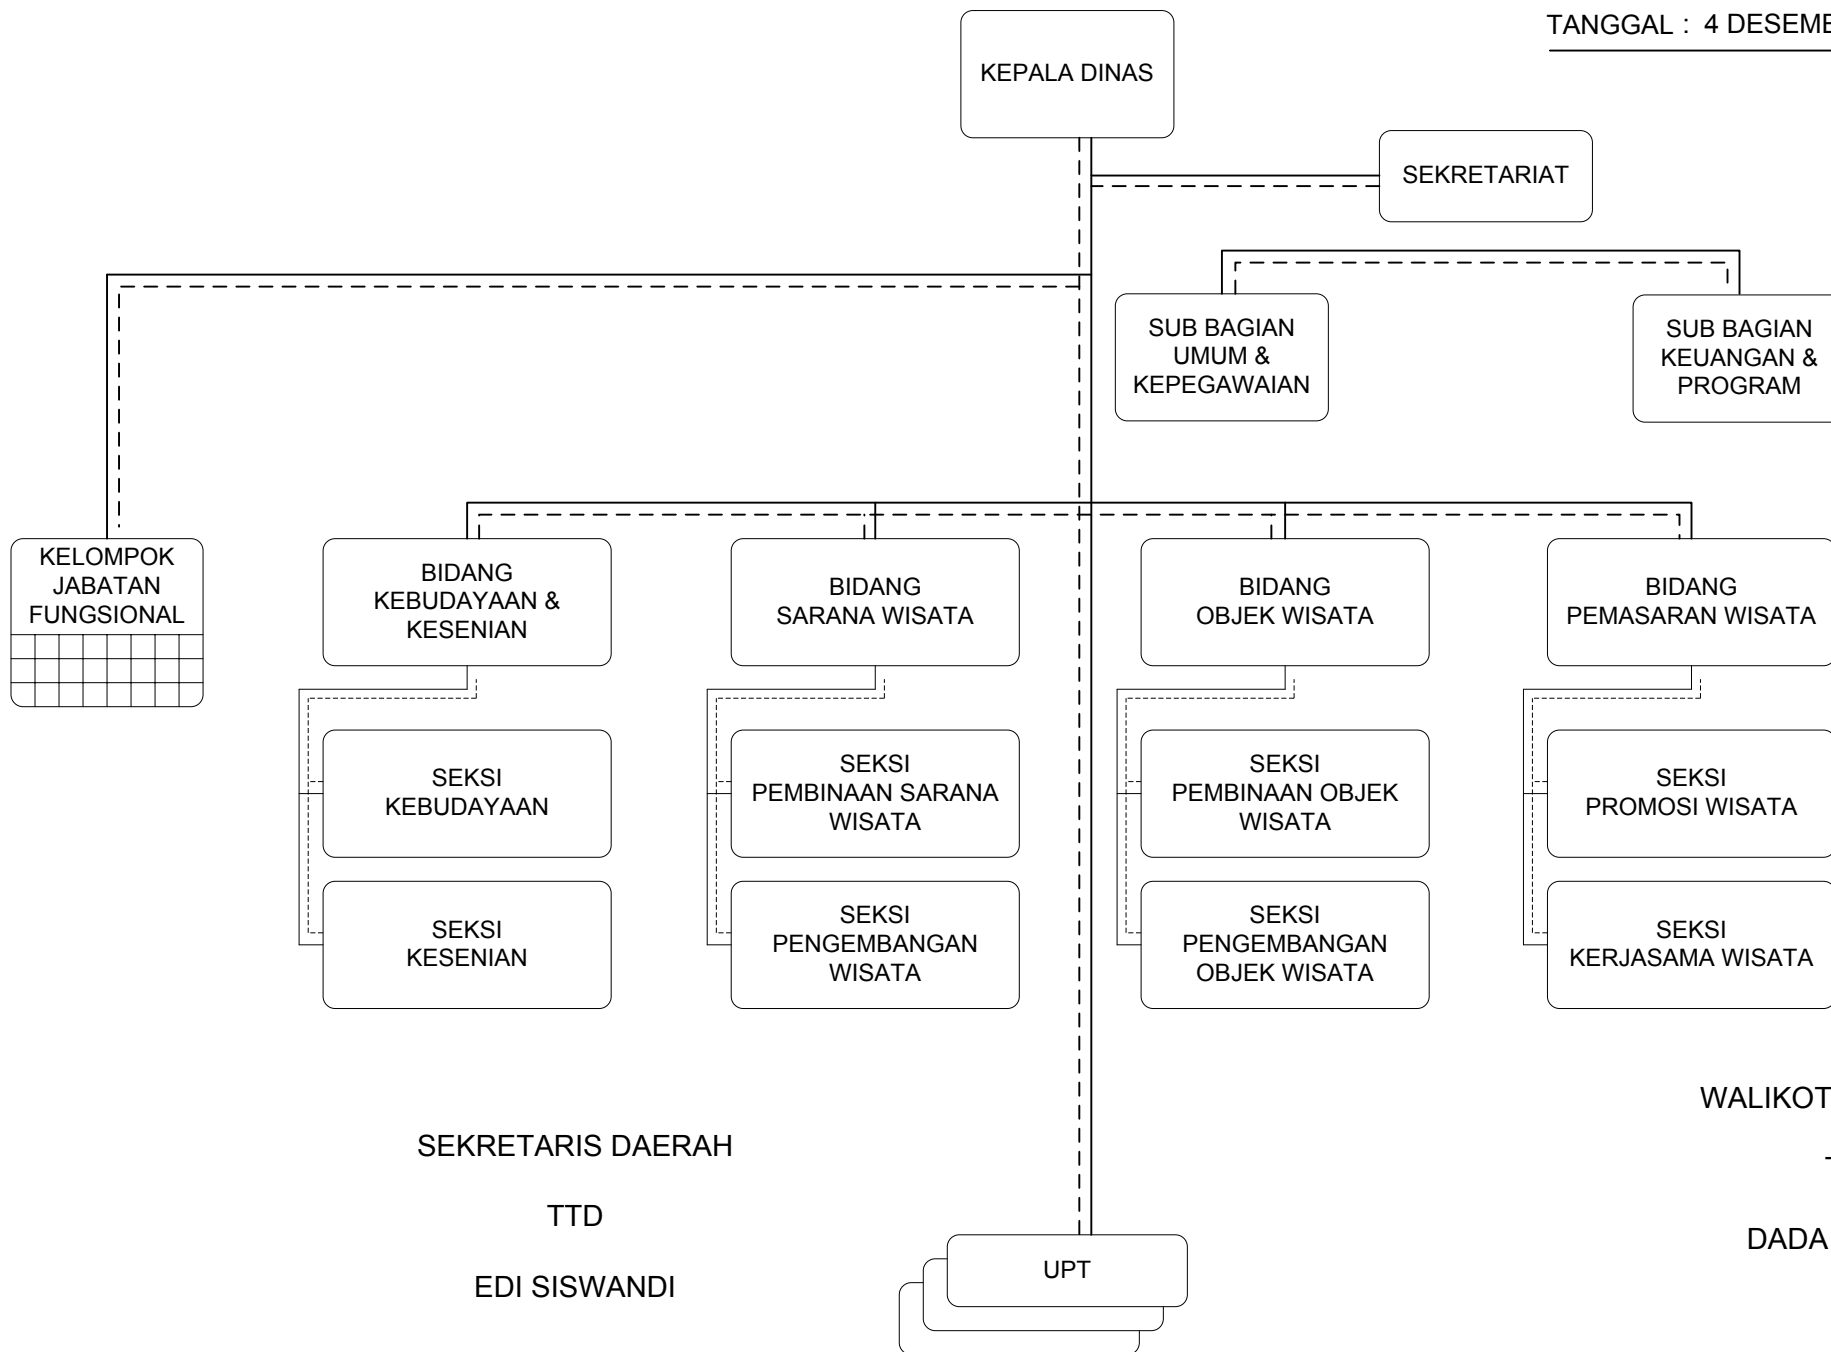 TANGGAL : 4 DESEMB
KEPALA DINAS
SEKRETARIAT
SUB BAGIAN
UMUM &
KEPEGAWAIAN
SUB BAGIAN
KEUANGAN &
PROGRAM
KELOMPOK
JABATAN
FUNGSIONAL
BIDANG
KEBUDAYAAN &
KESENIAN
BIDANG
SARANA WISATA
BIDANG
OBJEK WISATA
BIDANG
PEMASARAN WISATA
SEKSI
KEBUDAYAAN
SEKSI
PEMBINAAN SARANA
WISATA
SEKSI
PEMBINAAN OBJEK
WISATA
SEKSI
PROMOSI WISATA
SEKSI
KESENIAN
SEKSI
PENGEMBANGAN
WISATA
SEKSI
PENGEMBANGAN
OBJEK WISATA
SEKSI
KERJASAMA WISATA
WALIKOT
SEKRETARIS DAERAH
TTD
DADA
EDI SISWANDI
UPT